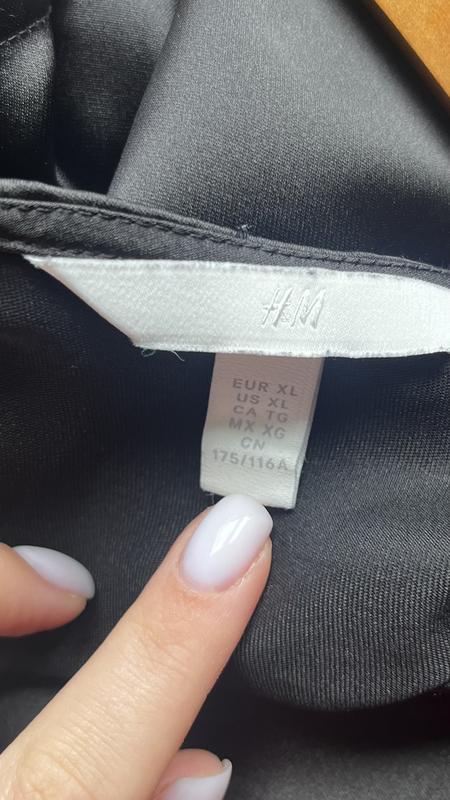 H&M
EUR XL
US XL
CA TG
MX XG
CN
175/116A